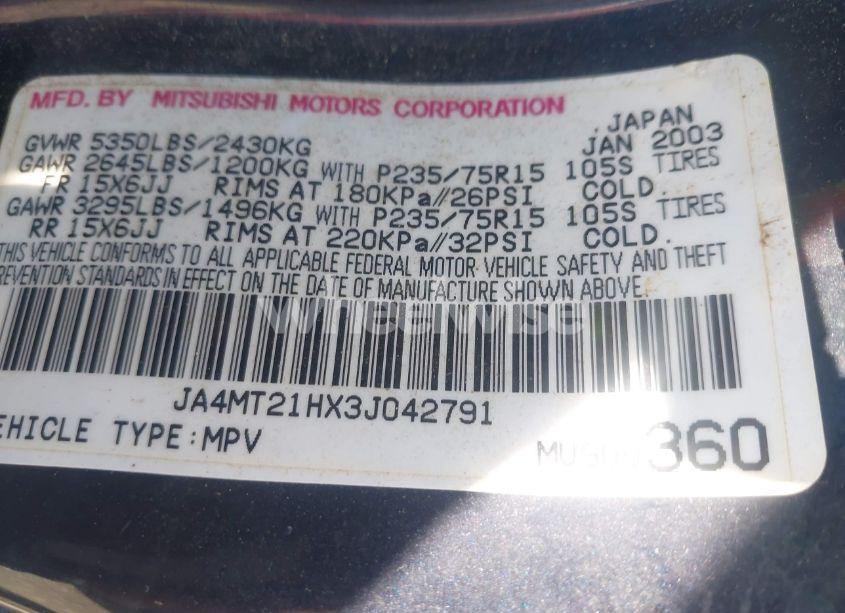 MFD. BY MITSUBISHI MOTORS CORPORATION
JAPAN
GVWR 5350LBS/2430KG JAN 2003
GAWR 2645LBS/1200KG WITH P235/75R15 105S TIRES
FR 15X6JJ RIMS AT 180KPa//26PSI COLD.
GAWR 3295LBS/1496KG WITH P235/75R15 105S TIRES
RR 15X6JJ RIMS AT 220KPa//32PSI COLD.
THIS VEHICLE CONFORMS TO ALL APPLICABLE FEDERAL MOTOR VEHICLE SAFETY AND THEFT
REVENTION STANDARDS IN EFFECT ON THE DATE OF MANUFACTURE SHOWN ABOVE.
Wheelwise
JA4MT21HX3J042791
EHICLE TYPE:MPV
360